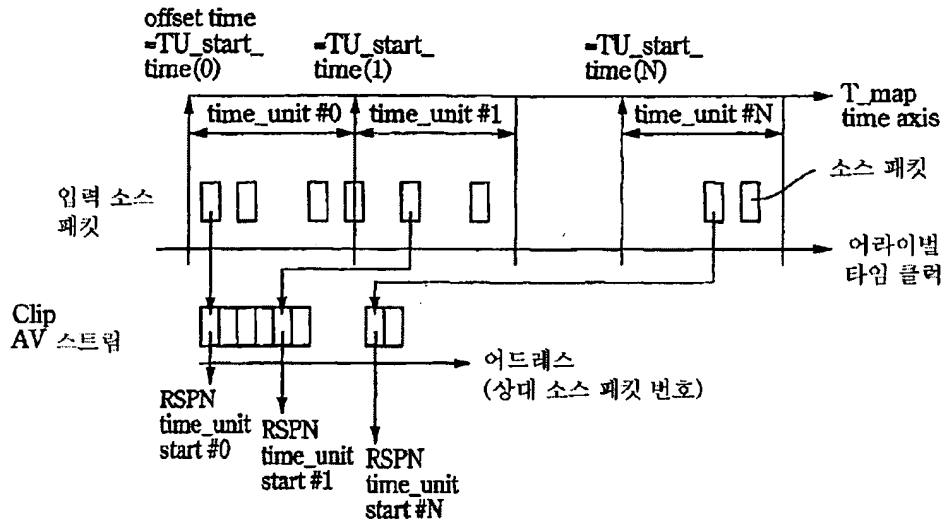 offset time
=TU_start_
time(0)
=TU_start_
time(1)
=TU_start_
time(N)
T_map
time axis
time_unit #0
time_unit #1
time_unit #N
소스 패킷
입력 소스
패킷
어라이벌
타임 클럭
Clip
AV 스트림
어드레스
(상대 소스 패킷 번호)
RSPN
time_unit
start #0
RSPN
time_unit
start #1
RSPN
time_unit
start #N